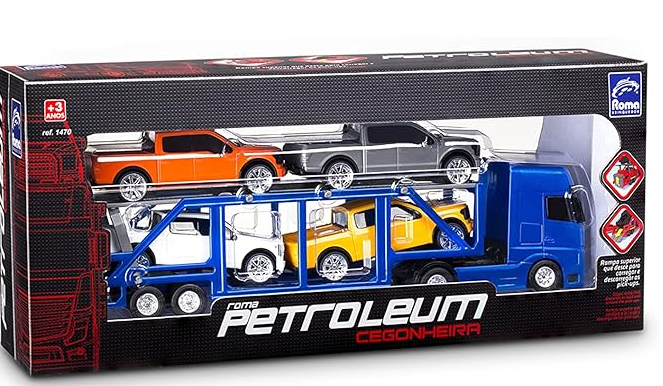 PETROLEUM
+3
ANOS
ref. 1470
Roma
BRINQUEDOS
Rampa superior
que desce para
carregar e
descarregar as
pick-ups.
roma
PETROLEUM
CEGONHEIRA